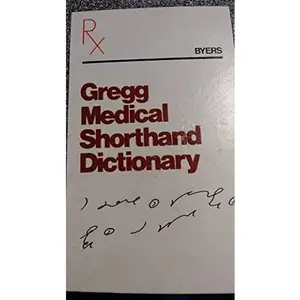 Rx
BYERS
Gregg
Medical
Shorthand
Dictionary